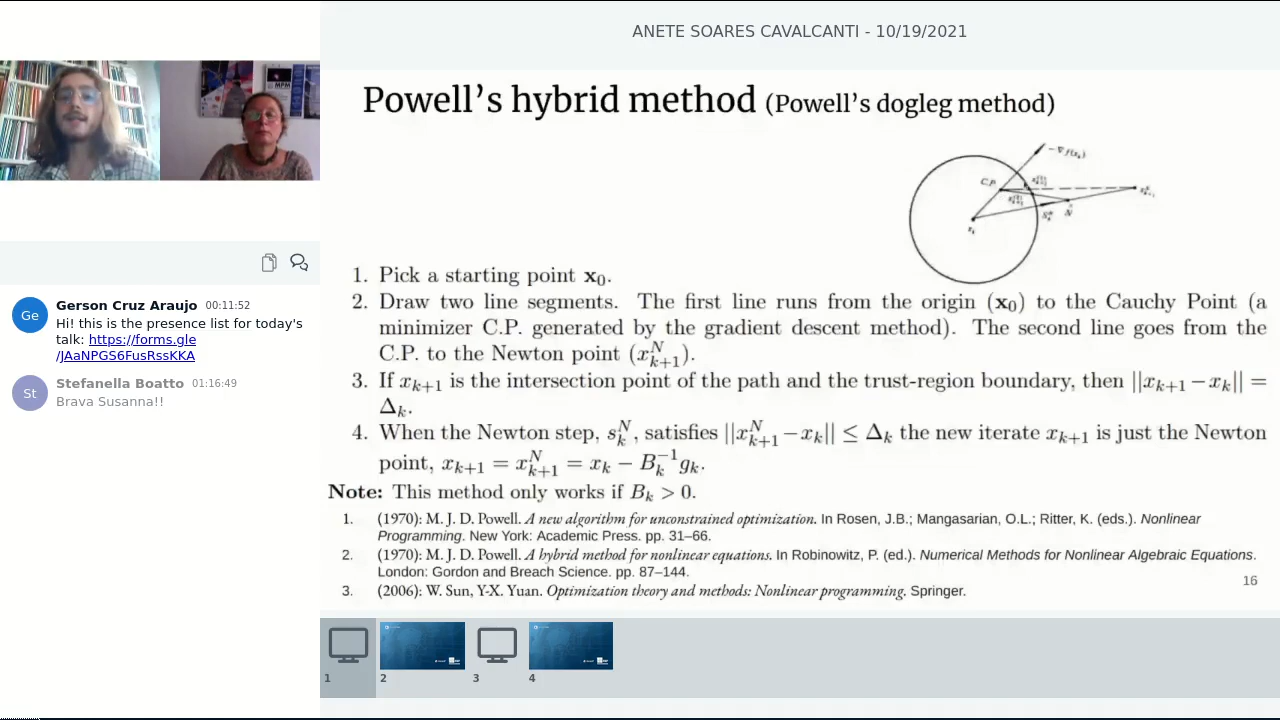 ANETE SOARES CAVALCANTI - 10/19/2021
Powell's hybrid method (Powell's dogleg method)
C.P.
1. Pick a starting point x₀.
2. Draw two line segments. The first line runs from the origin (x₀) to the Cauchy Point (a
minimizer C.P. generated by the gradient descent method). The second line goes from the
C.P. to the Newton point (x_{k+1}^N).
3. If x_{k+1} is the intersection point of the path and the trust-region boundary, then ||x_{k+1} − x_k|| =
Δ_k.
4. When the Newton step, s_k^N, satisfies ||x_{k+1}^N − x_k|| ≤ Δ_k the new iterate x_{k+1} is just the Newton
point, x_{k+1} = x_{k+1}^N = x_k − B_k^{−1} g_k.
Note: This method only works if B_k > 0.
1. (1970): M. J. D. Powell. A new algorithm for unconstrained optimization. In Rosen, J.B.; Mangasarian, O.L.; Ritter, K. (eds.). Nonlinear
Programming. New York: Academic Press. pp. 31–66.
2. (1970): M. J. D. Powell. A hybrid method for nonlinear equations. In Robinowitz, P. (ed.). Numerical Methods for Nonlinear Algebraic Equations.
London: Gordon and Breach Science. pp. 87–144.
3. (2006): W. Sun, Y-X. Yuan. Optimization theory and methods: Nonlinear programming. Springer.
16
Ge
Gerson Cruz Araujo 00:11:52
Hi! this is the presence list for today's
talk: https://forms.gle
/JAaNPGS6FusRssKKA
St
Stefanella Boatto 01:16:49
Brava Susanna!!
1
2
3
4